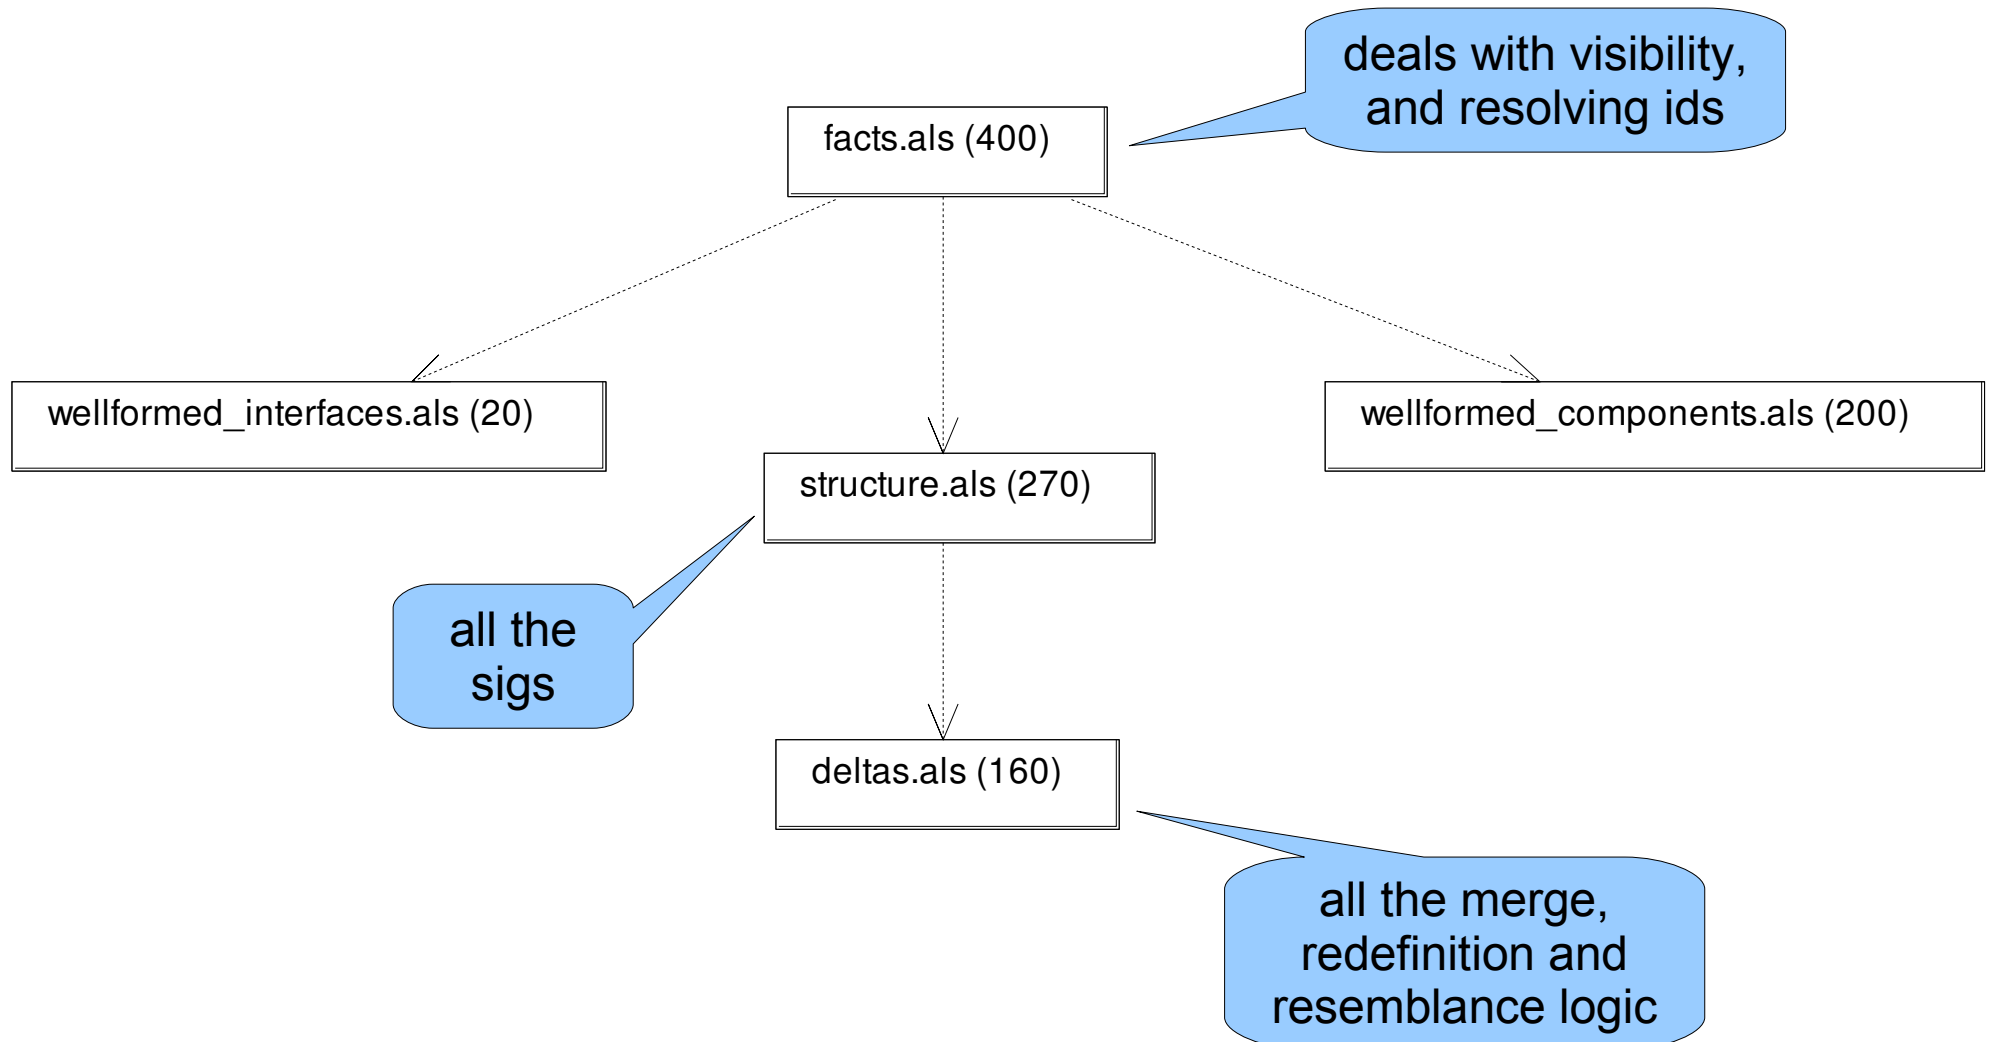 deals with visibility,
and resolving ids
facts.als (400)
wellformed_interfaces.als (20)
wellformed_components.als (200)
structure.als (270)
all the
sigs
deltas.als (160)
all the merge,
redefinition and
resemblance logic